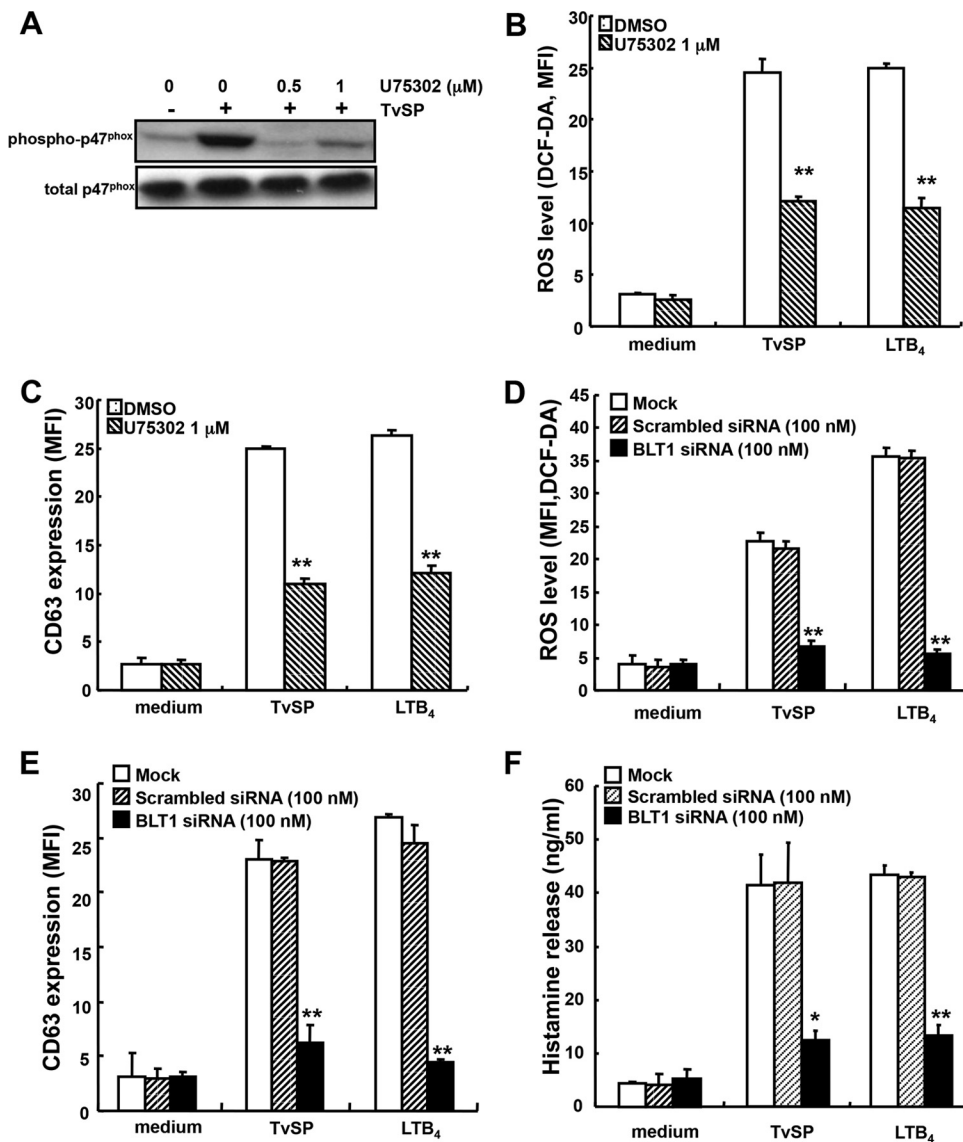 A
0 0 0.5 1 U75302 (μM)
- + + + TvSP
phospho-p47phox
total p47phox
B
DMSO
U75302 1 μM
ROS level (DCF-DA, MFI)
30
25
20
15
10
5
0
**
**
medium TvSP LTB4
C
DMSO
U75302 1 μM
CD63 expression (MFI)
30
25
20
15
10
5
0
**
**
medium TvSP LTB4
D
Mock
Scrambled siRNA (100 nM)
BLT1 siRNA (100 nM)
ROS level (MFI,DCF-DA)
45
40
35
30
25
20
15
10
5
0
**
**
medium TvSP LTB4
E
Mock
Scrambled siRNA (100 nM)
BLT1 siRNA (100 nM)
CD63 expression (MFI)
30
25
20
15
10
5
0
**
**
medium TvSP LTB4
F
Mock
Scrambled siRNA (100 nM)
BLT1 siRNA (100 nM)
Histamine release (ng/ml)
60
50
40
30
20
10
0
*
**
medium TvSP LTB4